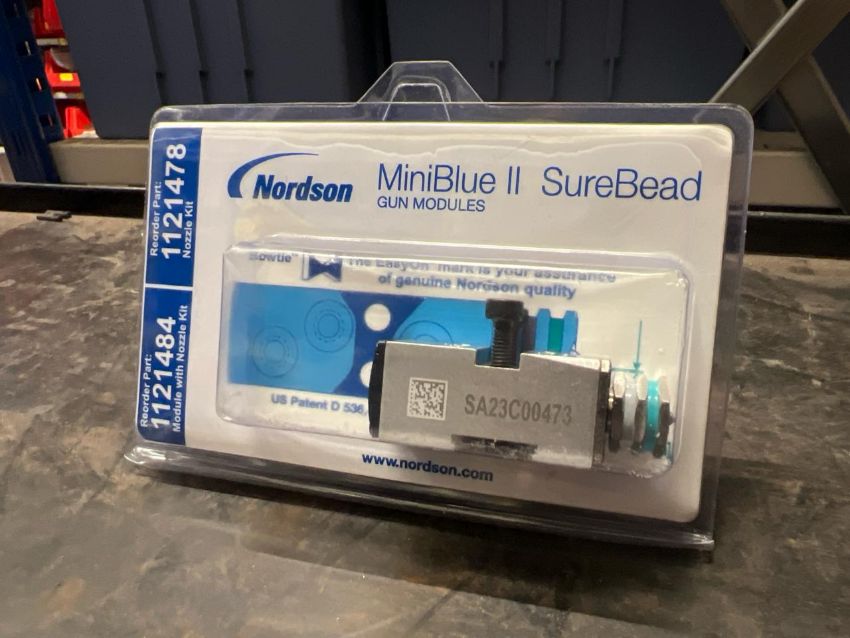 Reorder Part:
1121478
Nozzle Kit
Reorder Part:
1121484
Module with Nozzle Kit
Nordson
MiniBlue II SureBead
GUN MODULES
Bowtie™
The EasyOn mark is your assurance
of genuine Nordson quality
US Patent D 536,
SA23C00473
www.nordson.com